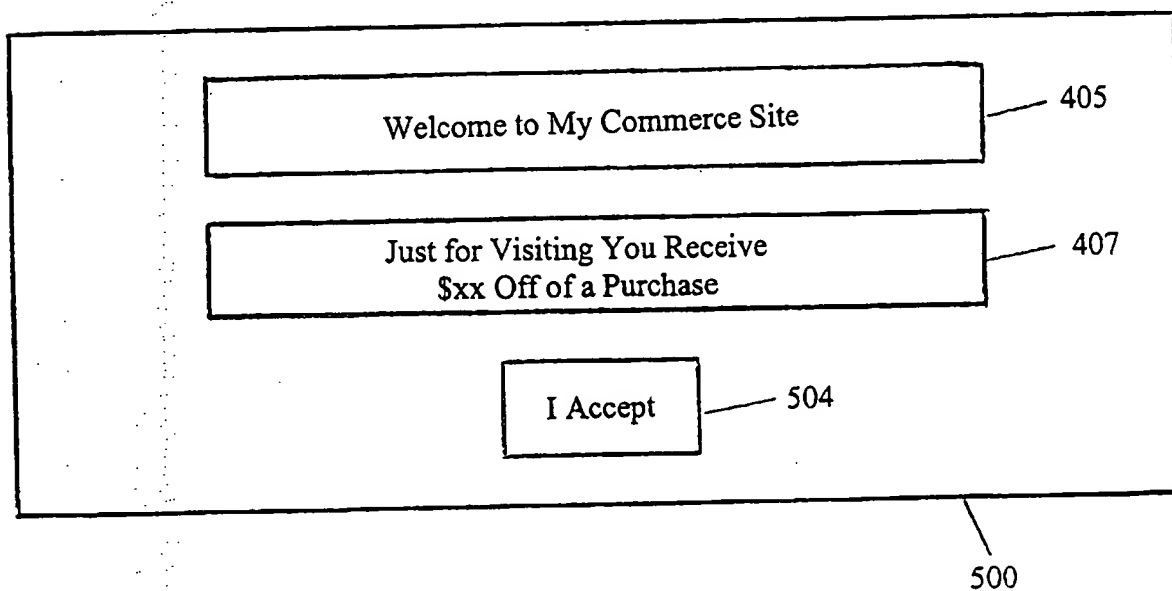 Welcome to My Commerce Site
405
Just for Visiting You Receive
$xx Off of a Purchase
407
I Accept
504
500